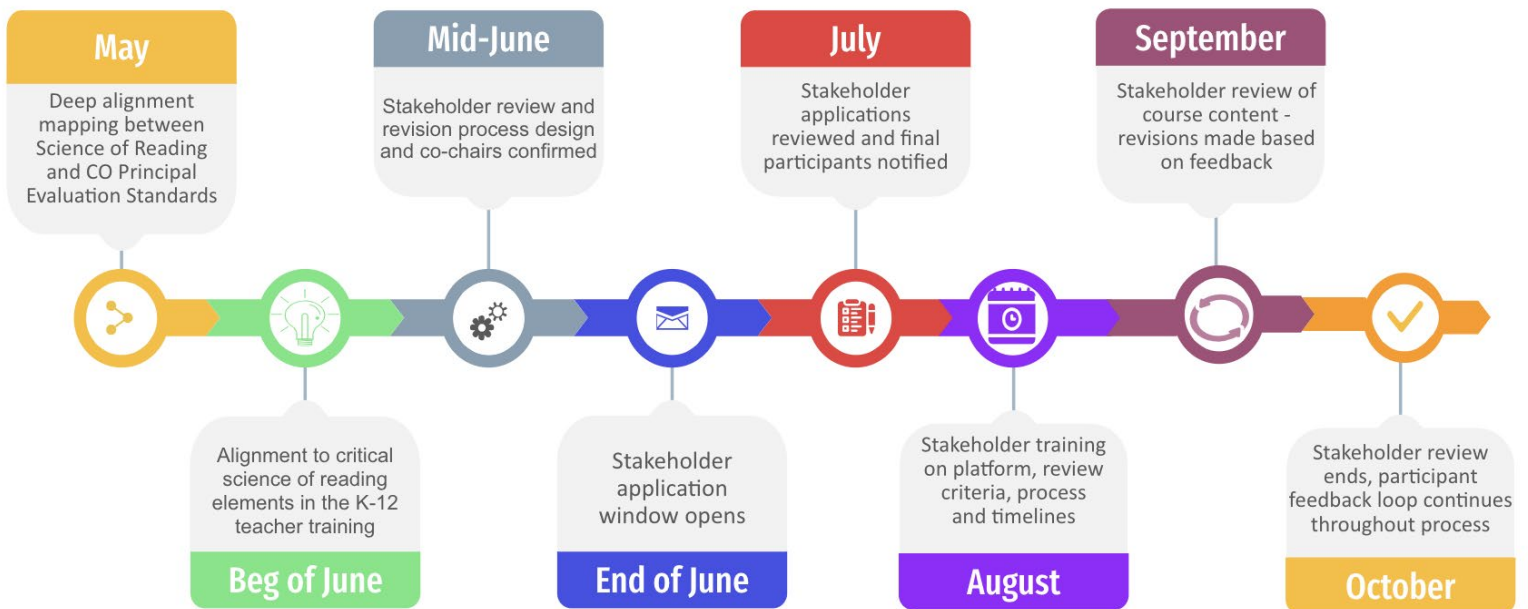 May
Deep alignment
mapping between
Science of Reading
and CO Principal
Evaluation Standards
Beg of June
Alignment to critical
science of reading
elements in the K-12
teacher training
Mid-June
Stakeholder review and
revision process design
and co-chairs confirmed
End of June
Stakeholder
application
window opens
July
Stakeholder
applications
reviewed and final
participants notified
August
Stakeholder training
on platform, review
criteria, process
and timelines
September
Stakeholder review of
course content -
revisions made based
on feedback
October
Stakeholder review
ends, participant
feedback loop continues
throughout process